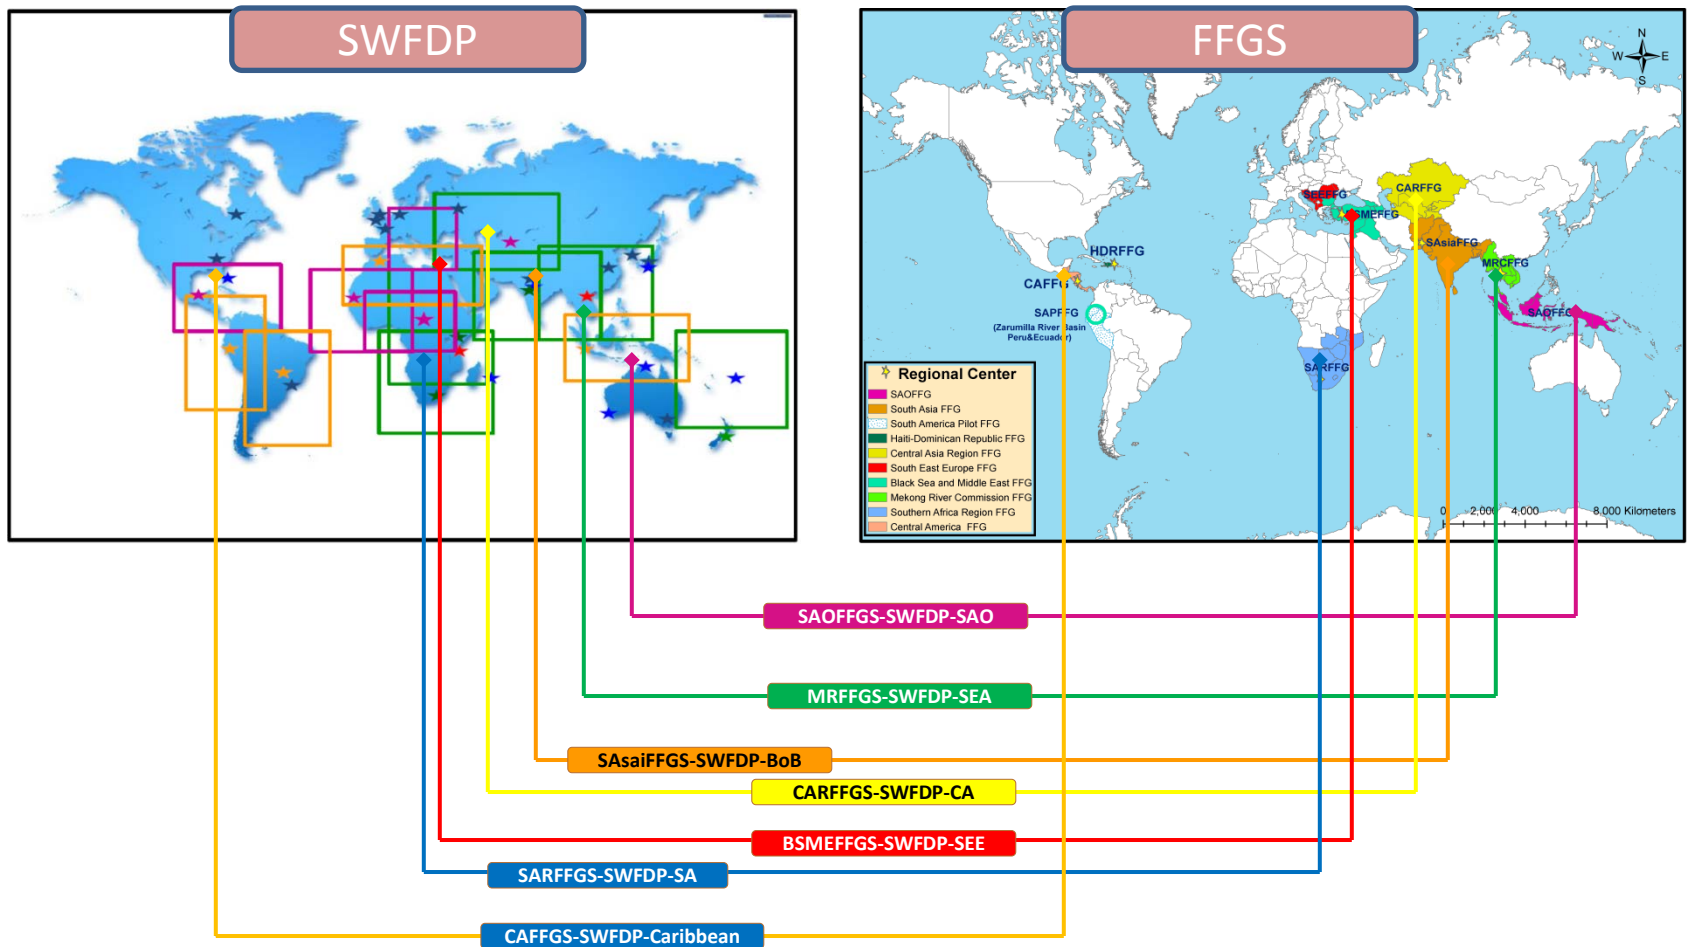 SWFDP
FFGS
N
W E
S
SEEFFG
CARFFG
BSMEFFG
SAsiaFFG
HDRFFG
MRCFFG
CAFFG
SAPFFG
(Zarumilla River Basin
Peru&Ecuador)
SAOFFG
SARFFG
Regional Center
SAOFFG
South Asia FFG
South America Pilot FFG
Haiti-Dominican Republic FFG
Central Asia Region FFG
South East Europe FFG
Black Sea and Middle East FFG
Mekong River Commission FFG
Southern Africa Region FFG
Central America FFG
0 2,000 4,000 8 000 Kilometers
SAOFFGS-SWFDP-SAO
MRFFGS-SWFDP-SEA
SAsaiFFGS-SWFDP-BoB
CARFFGS-SWFDP-CA
BSMEFFGS-SWFDP-SEE
SARFFGS-SWFDP-SA
CAFFGS-SWFDP-Caribbean